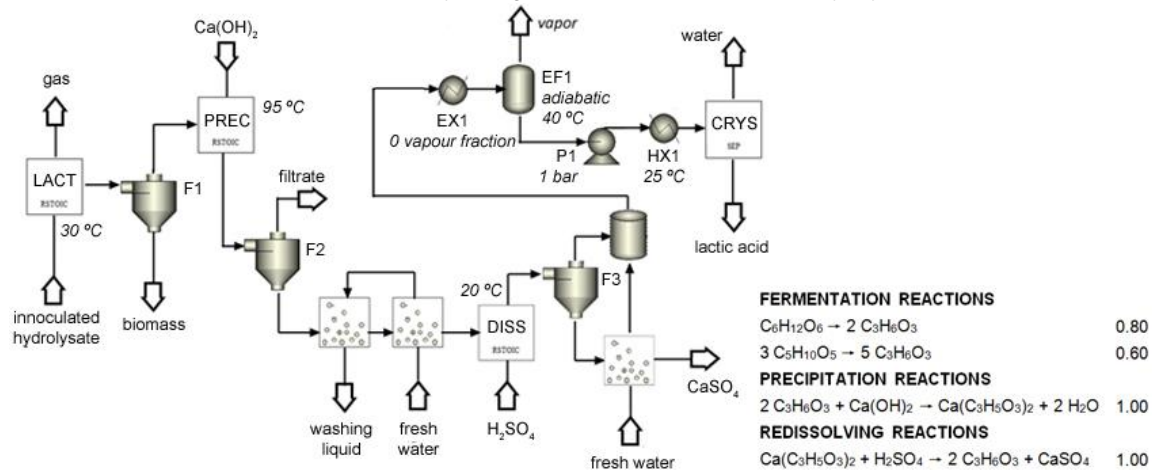 Ca(OH)2
gas
PREC
RSTOIC
95 ºC
LACT
RSTOIC
30 ºC
F1
innoculated
hydrolysate
biomass
filtrate
F2
washing
liquid
fresh
water
20 ºC
DISS
RSTOIC
H2SO4
F3
fresh water
CaSO4
vapor
EF1
adiabatic
40 ºC
EX1
0 vapour fraction
P1
1 bar
HX1
25 ºC
water
CRYS
SEP
lactic acid
FERMENTATION REACTIONS
C6H12O6 → 2 C3H6O3 0.80
3 C5H10O5 → 5 C3H6O3 0.60
PRECIPITATION REACTIONS
2 C3H6O3 + Ca(OH)2 → Ca(C3H5O3)2 + 2 H2O 1.00
REDISSOLVING REACTIONS
Ca(C3H5O3)2 + H2SO4 → 2 C3H6O3 + CaSO4 1.00